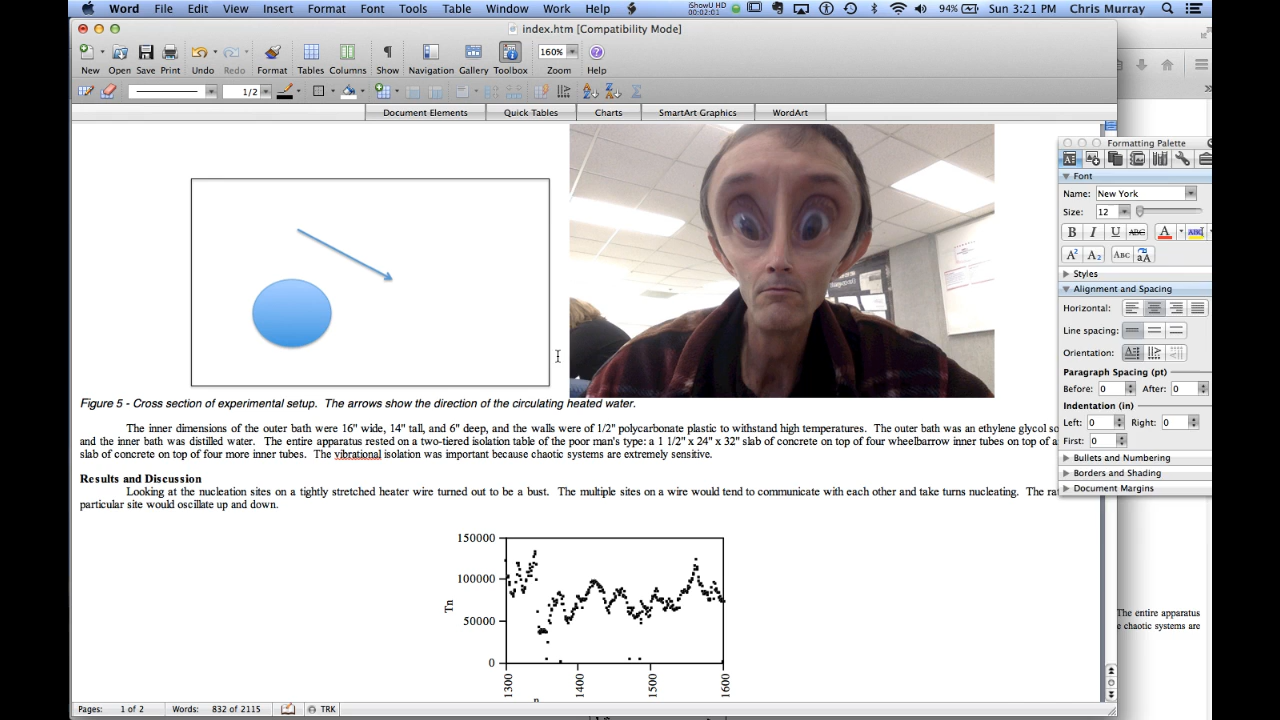 Word File Edit View Insert Format Font Tools Table Window Work Help iShowU HD 00:02:01 94% Sun 3:21 PM Chris Murray
index.htm [Compatibility Mode]
160%
New Open Save Print Undo Redo Format Tables Columns Show Navigation Gallery Toolbox Zoom Help
1/2
Document Elements Quick Tables Charts SmartArt Graphics WordArt
Figure 5 - Cross section of experimental setup. The arrows show the direction of the circulating heated water.
The inner dimensions of the outer bath were 16" wide, 14" tall, and 6" deep, and the walls were of 1/2" polycarbonate plastic to withstand high temperatures. The outer bath was an ethylene glycol so
and the inner bath was distilled water. The entire apparatus rested on a two-tiered isolation table of the poor man's type: a 1 1/2" x 24" x 32" slab of concrete on top of four wheelbarrow inner tubes on top of a
slab of concrete on top of four more inner tubes. The vibrational isolation was important because chaotic systems are extremely sensitive.
Results and Discussion
Looking at the nucleation sites on a tightly stretched heater wire turned out to be a bust. The multiple sites on a wire would tend to communicate with each other and take turns nucleating. The ra
particular site would oscillate up and down.
150000
100000
Tn
50000
0
1300 1400 1500 1600
n
Formatting Palette
Font
Name: New York
Size: 12
B I U ABC A ABC
A² A₂ ABC aA
Styles
Alignment and Spacing
Horizontal:
Line spacing:
Orientation:
Paragraph Spacing (pt)
Before: 0 After: 0
Indentation (in)
Left: 0 Right: 0
First: 0
Bullets and Numbering
Borders and Shading
Document Margins
The entire apparatus
e chaotic systems are
Pages: 1 of 2 Words: 832 of 2115 TRK